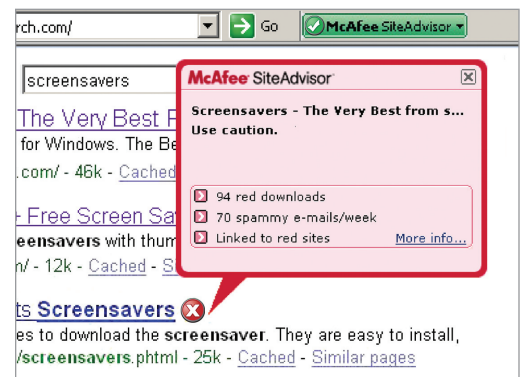 rch.com/ Go McAfee SiteAdvisor
screensavers
McAfee SiteAdvisor
Screensavers - The Very Best from s...
Use caution.
94 red downloads
70 spammy e-mails/week
Linked to red sites More info...
The Very Best
for Windows. The Be
.com/ - 46k - Cached
Free Screen Sa
eensavers with thum
/ - 12k - Cached - S
ts Screensavers
es to download the screensaver. They are easy to install,
/screensavers.phtml - 25k - Cached - Similar pages